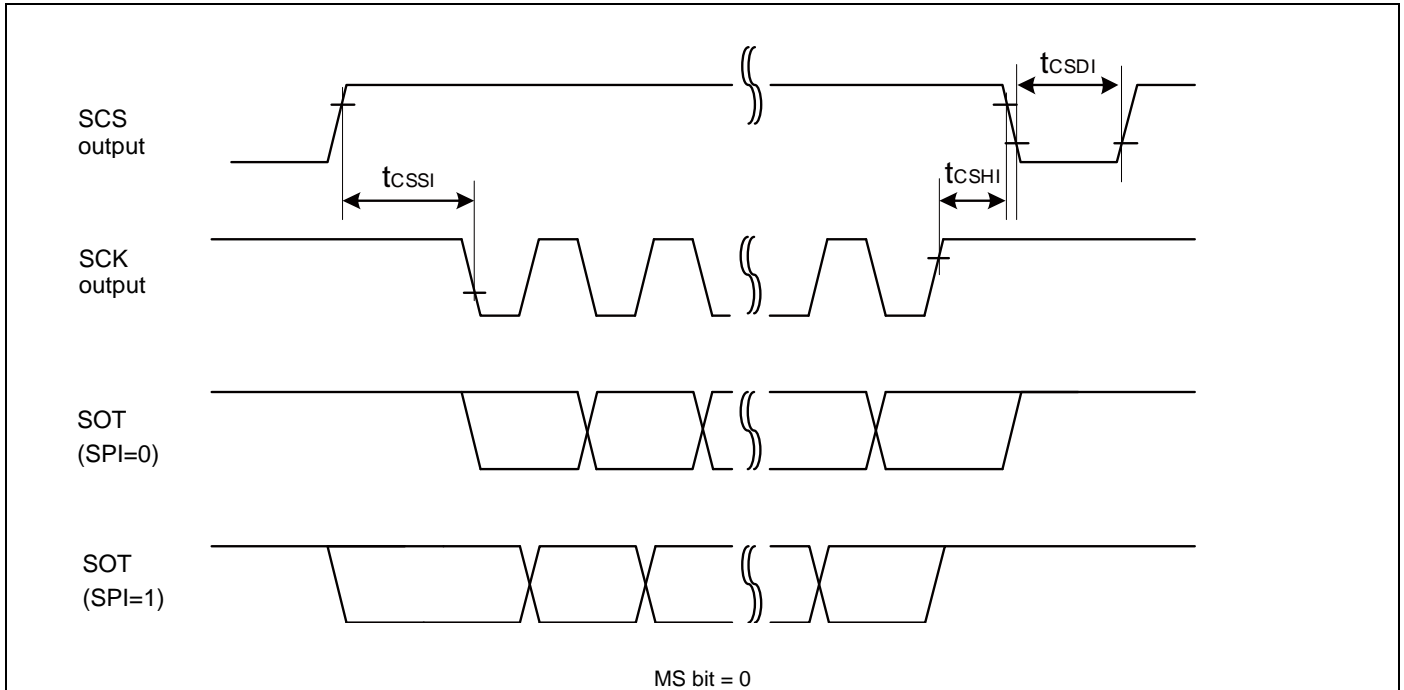 tCSDI
SCS
output
tCSSI
tCSHI
SCK
output
SOT
(SPI=0)
SOT
(SPI=1)
MS bit = 0